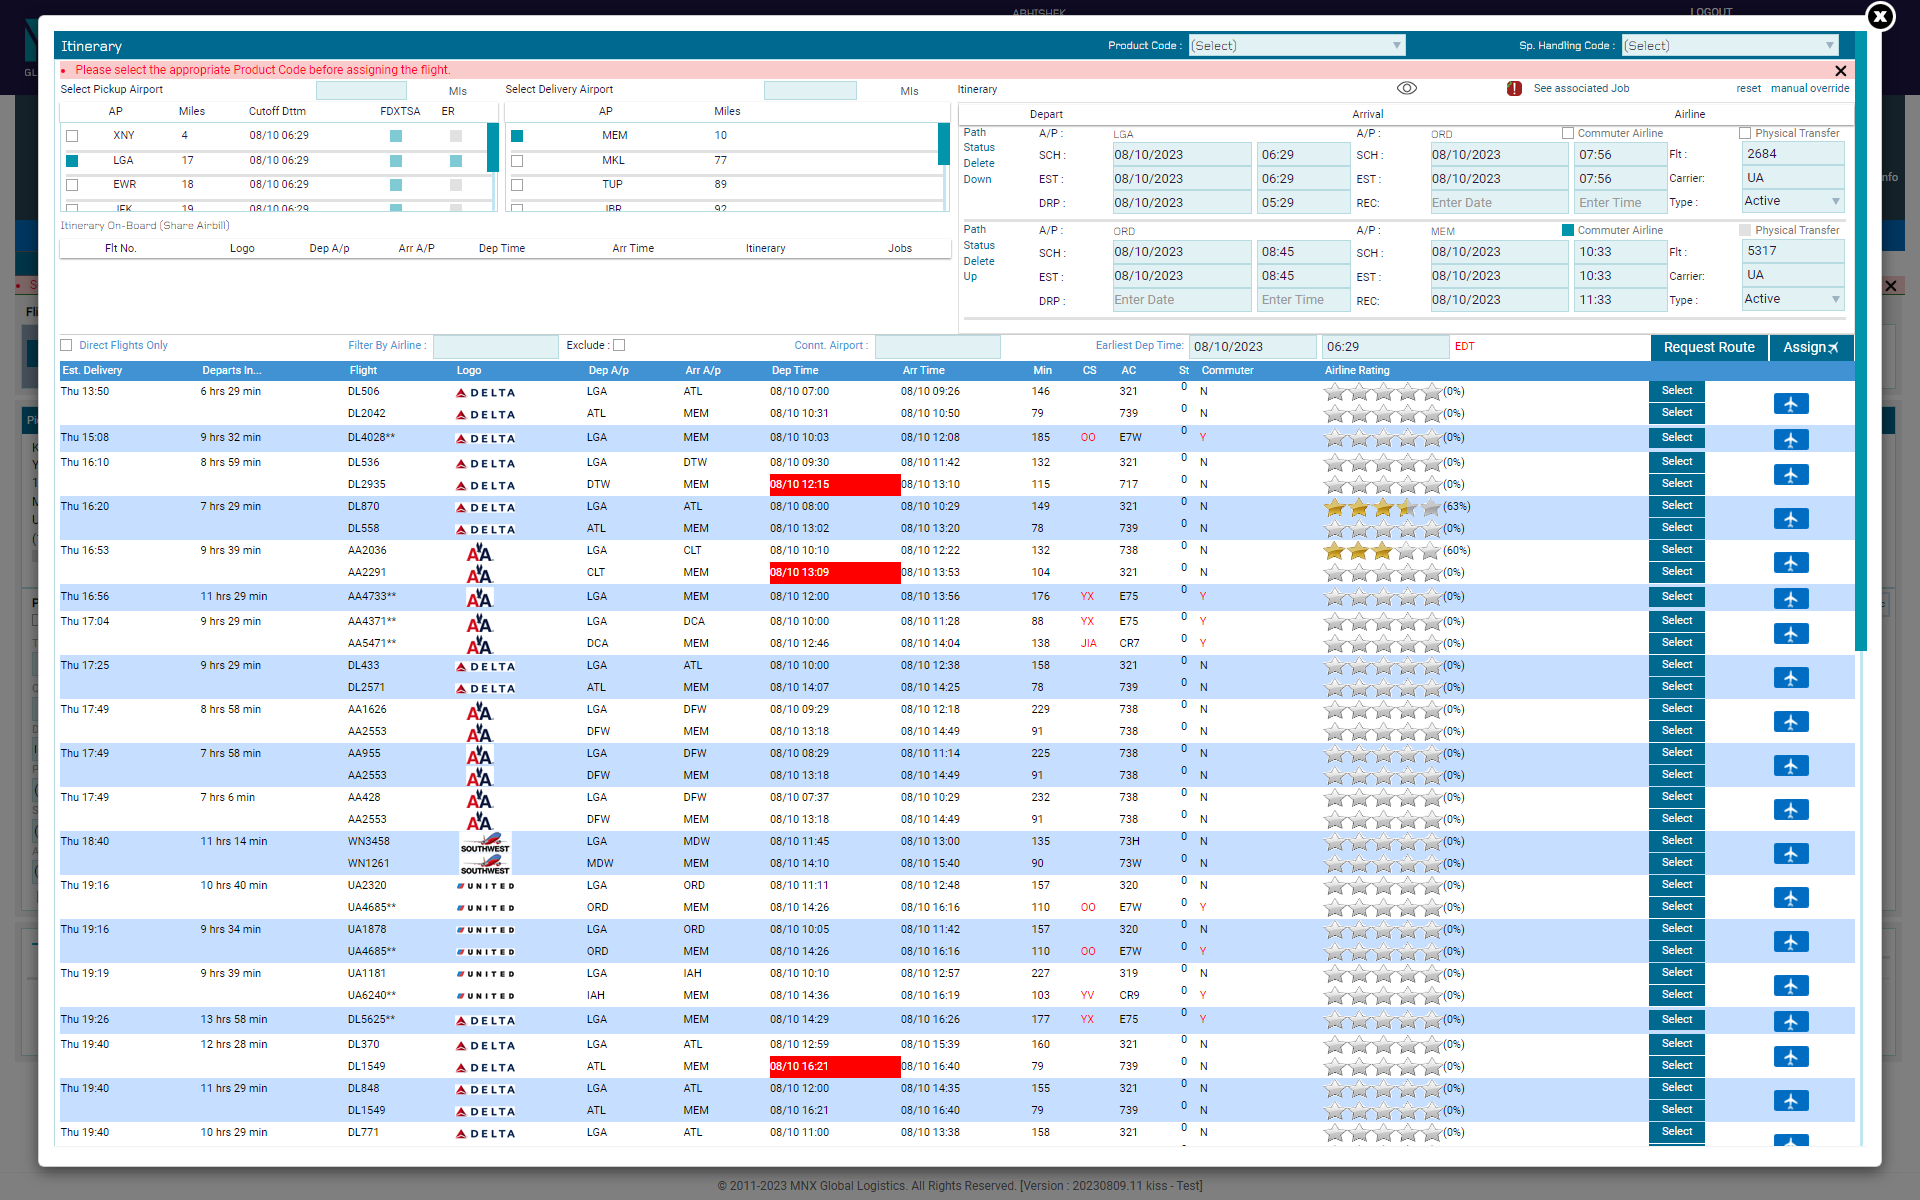 ABHISHEK LOGOUT
Itinerary Product Code : (Select) Sp. Handling Code : (Select)
Please select the appropriate Product Code before assigning the flight.
Select Pickup Airport Mls Select Delivery Airport Mls Itinerary See associated Job reset manual override
AP Miles Cutoff Dttm FDXTSA ER AP Miles Depart Arrival Airline
XNY 4 08/10 06:29 MEM 10
LGA 17 08/10 06:29 MKL 77
EWR 18 08/10 06:29 TUP 89
JFK 19 08/10 06:29 JBR 92
Path A/P : LGA A/P : ORD Commuter Airline Physical Transfer
Status SCH : 08/10/2023 06:29 SCH : 08/10/2023 07:56 Flt : 2684
Delete
Down EST : 08/10/2023 06:29 EST : 08/10/2023 07:56 Carrier: UA
DRP : 08/10/2023 05:29 REC: Enter Date Enter Time Type : Active
Path A/P : ORD A/P : MEM Commuter Airline Physical Transfer
Status SCH : 08/10/2023 08:45 SCH : 08/10/2023 10:33 Flt : 5317
Delete
Up EST : 08/10/2023 08:45 EST : 08/10/2023 10:33 Carrier: UA
DRP : Enter Date Enter Time REC: 08/10/2023 11:33 Type : Active
Itinerary On-Board (Share Airbill)
Flt No. Logo Dep A/p Arr A/P Dep Time Arr Time Itinerary Jobs
Direct Flights Only Filter By Airline : Exclude : Connt. Airport : Earliest Dep Time: 08/10/2023 06:29 EDT Request Route Assign
Est. Delivery Departs In... Flight Logo Dep A/p Arr A/p Dep Time Arr Time Min CS AC St Commuter Airline Rating
Thu 13:50 6 hrs 29 min DL506 DELTA LGA ATL 08/10 07:00 08/10 09:26 146 321 0 N (0%) Select
DL2042 DELTA ATL MEM 08/10 10:31 08/10 10:50 79 739 0 N (0%) Select
Thu 15:08 9 hrs 32 min DL4028** DELTA LGA MEM 08/10 10:03 08/10 12:08 185 OO E7W 0 Y (0%) Select
Thu 16:10 8 hrs 59 min DL536 DELTA LGA DTW 08/10 09:30 08/10 11:42 132 321 0 N (0%) Select
DL2935 DELTA DTW MEM 08/10 12:15 08/10 13:10 115 717 0 N (0%) Select
Thu 16:20 7 hrs 29 min DL870 DELTA LGA ATL 08/10 08:00 08/10 10:29 149 321 0 N (63%) Select
DL558 DELTA ATL MEM 08/10 13:02 08/10 13:20 78 739 0 N (0%) Select
Thu 16:53 9 hrs 39 min AA2036 AA LGA CLT 08/10 10:10 08/10 12:22 132 738 0 N (60%) Select
AA2291 AA CLT MEM 08/10 13:09 08/10 13:53 104 321 0 N (0%) Select
Thu 16:56 11 hrs 29 min AA4733** AA LGA MEM 08/10 12:00 08/10 13:56 176 YX E75 0 Y (0%) Select
Thu 17:04 9 hrs 29 min AA4371** AA LGA DCA 08/10 10:00 08/10 11:28 88 YX E75 0 Y (0%) Select
AA5471** AA DCA MEM 08/10 12:46 08/10 14:04 138 JIA CR7 0 Y (0%) Select
Thu 17:25 9 hrs 29 min DL433 DELTA LGA ATL 08/10 10:00 08/10 12:38 158 321 0 N (0%) Select
DL2571 DELTA ATL MEM 08/10 14:07 08/10 14:25 78 739 0 N (0%) Select
Thu 17:49 8 hrs 58 min AA1626 AA LGA DFW 08/10 09:29 08/10 12:18 229 738 0 N (0%) Select
AA2553 AA DFW MEM 08/10 13:18 08/10 14:49 91 738 0 N (0%) Select
Thu 17:49 7 hrs 58 min AA955 AA LGA DFW 08/10 08:29 08/10 11:14 225 738 0 N (0%) Select
AA2553 AA DFW MEM 08/10 13:18 08/10 14:49 91 738 0 N (0%) Select
Thu 17:49 7 hrs 6 min AA428 AA LGA DFW 08/10 07:37 08/10 10:29 232 738 0 N (0%) Select
AA2553 AA DFW MEM 08/10 13:18 08/10 14:49 91 738 0 N (0%) Select
Thu 18:40 11 hrs 14 min WN3458 SOUTHWEST LGA MDW 08/10 11:45 08/10 13:00 135 73H 0 N (0%) Select
WN1261 SOUTHWEST MDW MEM 08/10 14:10 08/10 15:40 90 73W 0 N (0%) Select
Thu 19:16 10 hrs 40 min UA2320 UNITED LGA ORD 08/10 11:11 08/10 12:48 157 320 0 N (0%) Select
UA4685** UNITED ORD MEM 08/10 14:26 08/10 16:16 110 OO E7W 0 Y (0%) Select
Thu 19:16 9 hrs 34 min UA1878 UNITED LGA ORD 08/10 10:05 08/10 11:42 157 320 0 N (0%) Select
UA4685** UNITED ORD MEM 08/10 14:26 08/10 16:16 110 OO E7W 0 Y (0%) Select
Thu 19:19 9 hrs 39 min UA1181 UNITED LGA IAH 08/10 10:10 08/10 12:57 227 319 0 N (0%) Select
UA6240** UNITED IAH MEM 08/10 14:36 08/10 16:19 103 YV CR9 0 Y (0%) Select
Thu 19:26 13 hrs 58 min DL5625** DELTA LGA MEM 08/10 14:29 08/10 16:26 177 YX E75 0 Y (0%) Select
Thu 19:40 12 hrs 28 min DL370 DELTA LGA ATL 08/10 12:59 08/10 15:39 160 321 0 N (0%) Select
DL1549 DELTA ATL MEM 08/10 16:21 08/10 16:40 79 739 0 N (0%) Select
Thu 19:40 11 hrs 29 min DL848 DELTA LGA ATL 08/10 12:00 08/10 14:35 155 321 0 N (0%) Select
DL1549 DELTA ATL MEM 08/10 16:21 08/10 16:40 79 739 0 N (0%) Select
Thu 19:40 10 hrs 29 min DL771 DELTA LGA ATL 08/10 11:00 08/10 13:38 158 321 0 N (0%) Select
© 2011-2023 MNX Global Logistics. All Rights Reserved. [Version : 20230809.11 kiss - Test]